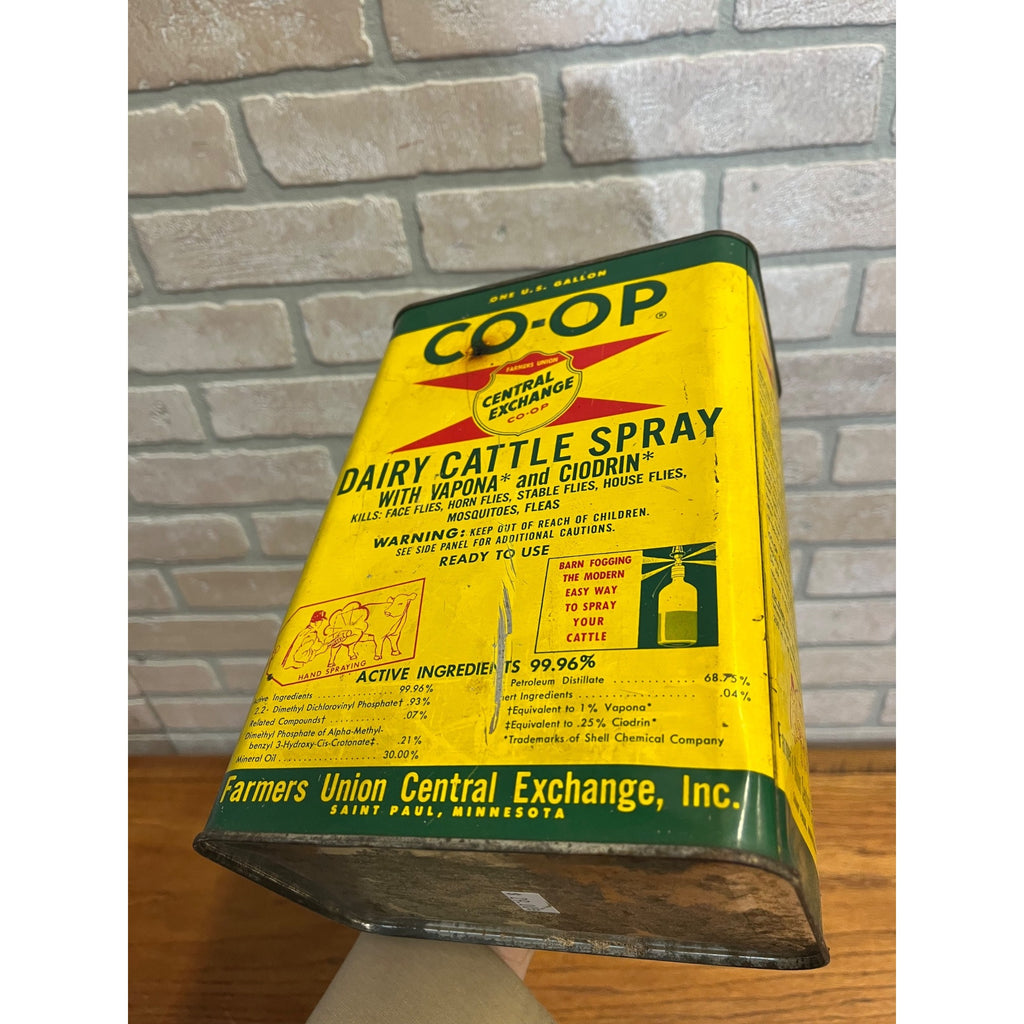 ONE U.S. GALLON
CO-OP®
FARMERS UNION
CENTRAL
EXCHANGE
CO-OP
DAIRY CATTLE SPRAY
WITH VAPONA* and CIODRIN*
KILLS: FACE FLIES, HORN FLIES, STABLE FLIES, HOUSE FLIES,
MOSQUITOES, FLEAS
WARNING: KEEP OUT OF REACH OF CHILDREN.
SEE SIDE PANEL FOR ADDITIONAL CAUTIONS.
READY TO USE
BARN FOGGING
THE MODERN
EASY WAY
TO SPRAY
YOUR
CATTLE
HAND SPRAYING
ACTIVE INGREDIENTS 99.96%
Ingredients 99.96%
2.2- Dimethyl Dichlorovinyl Phosphate† .93%
Related Compounds† .07%
Dimethyl Phosphate of Alpha-Methyl-
benzyl 3-Hydroxy-Cis-Crotonate‡ .21%
Mineral Oil 30.00%
Petroleum Distillate 68.75%
Ingredients .04%
†Equivalent to 1% Vapona*
‡Equivalent to .25% Ciodrin*
*Trademarks of Shell Chemical Company
Farmers Union Central Exchange, Inc.
SAINT PAUL, MINNESOTA